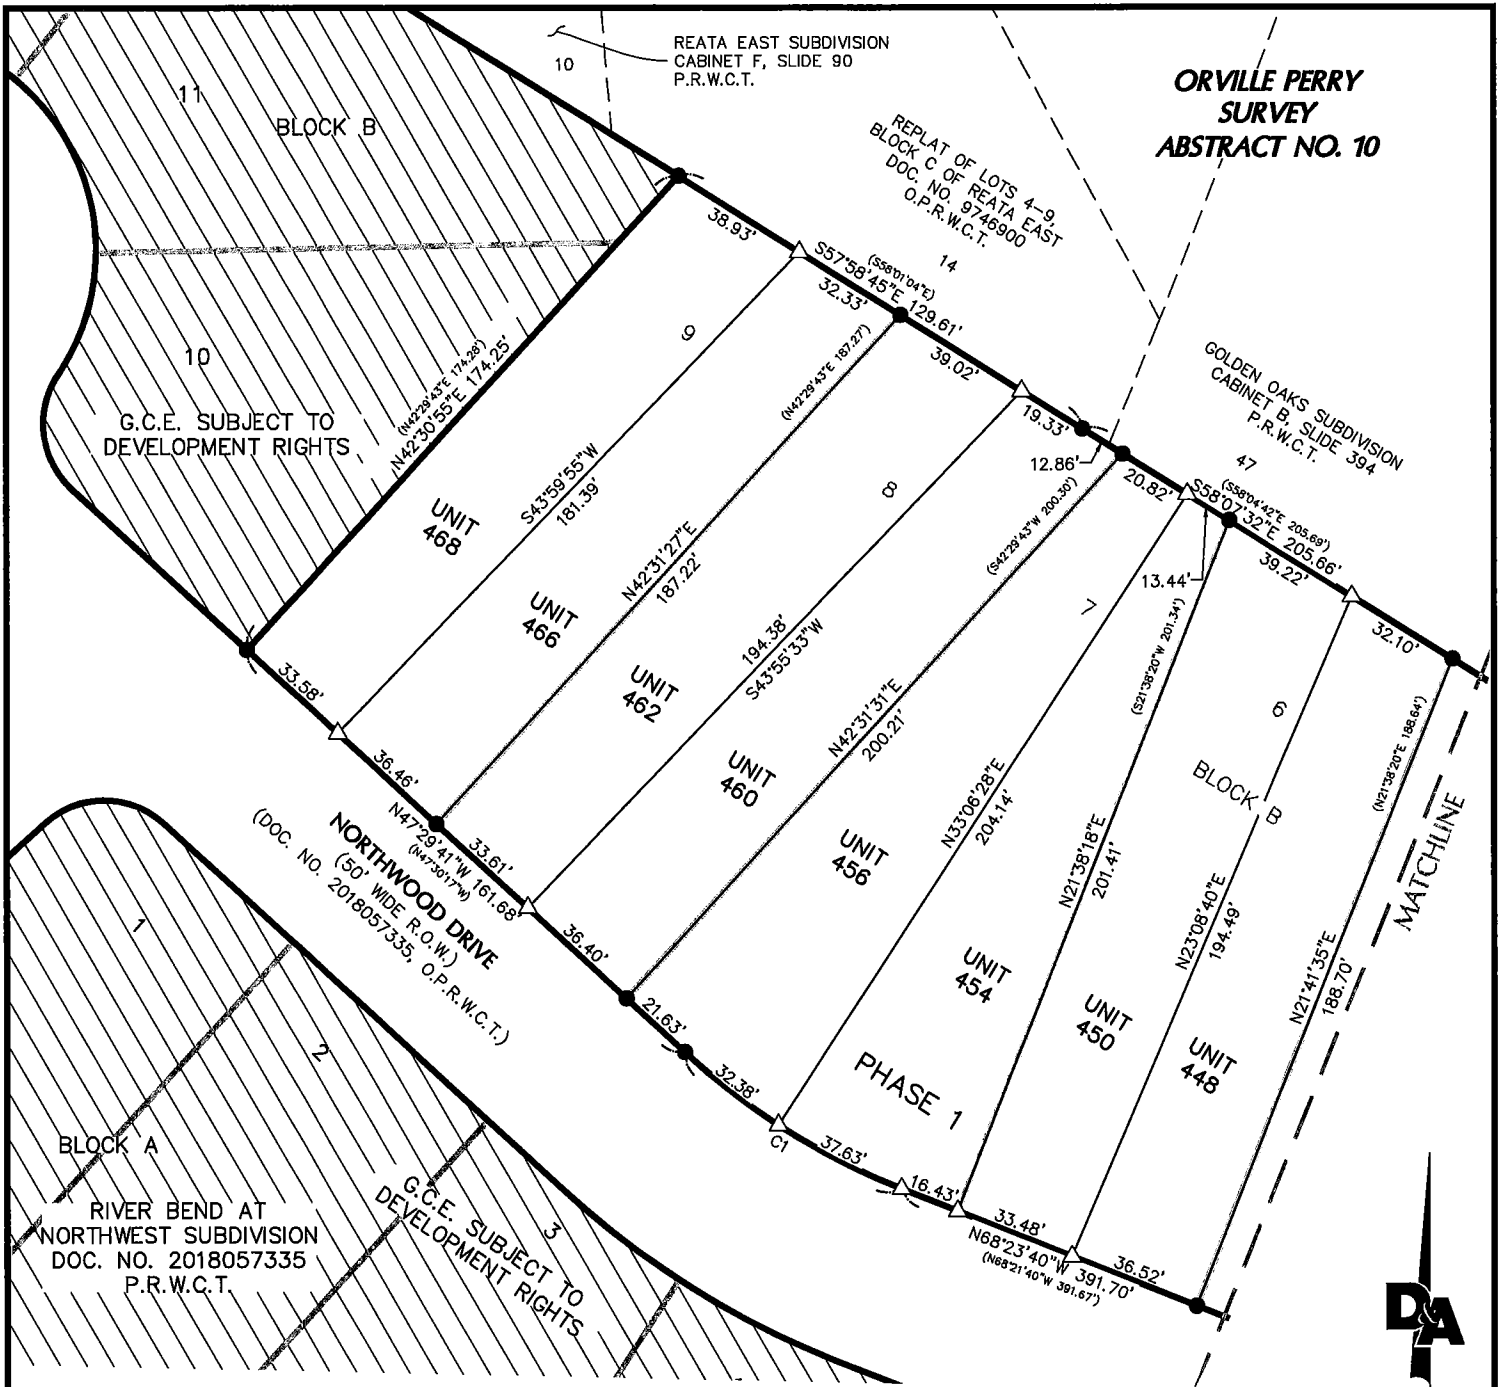 REATA EAST SUBDIVISION
CABINET F, SLIDE 90
P.R.W.C.T.
10
ORVILLE PERRY
SURVEY
ABSTRACT NO. 10
11
BLOCK B
REPLAT OF LOTS 4-9,
BLOCK C OF REATA EAST
DOC. NO. 9746900
O.P.R.W.C.T.
14
38.93'
S57°58'45"E 129.61'
(S58°01'04"E)
32.33'
39.02'
19.33'
12.86'
GOLDEN OAKS SUBDIVISION
CABINET B, SLIDE 394
P.R.W.C.T.
47
20.82'
S58°07'32"E 205.66'
(S58°04'42"E 205.69')
13.44'
39.22'
32.10'
10
G.C.E. SUBJECT TO
DEVELOPMENT RIGHTS
(N42°29'43"E 174.28')
N42°30'55"E 174.25'
9
S43°59'55"W
181.39'
(N42°29'43"E 187.27')
N42°31'27"E
187.22'
8
194.38'
S43°55'33"W
(S42°29'43"W 200.30')
N42°31'31"E
200.21'
7
N33°06'28"E
204.14'
(S21°38'20"W 201.34')
N21°38'18"E
201.41'
6
BLOCK B
N23°08'40"E
194.49'
(N21°38'20"E 188.64')
N21°41'35"E
188.70'
MATCHLINE
UNIT
468
UNIT
466
UNIT
462
UNIT
460
UNIT
456
UNIT
454
UNIT
450
UNIT
448
PHASE 1
33.58'
36.46'
N47°29'41"W 161.68'
(N47°30'17"W)
33.61'
36.40'
21.63'
32.38'
C1
37.63'
16.43'
33.48'
N68°23'40"W 391.70'
(N68°21'40"W 391.67')
36.52'
NORTHWOOD DRIVE
(50' WIDE R.O.W.)
(DOC. NO. 2018057335, O.P.R.W.C.T.)
1
2
3
BLOCK A
RIVER BEND AT
NORTHWEST SUBDIVISION
DOC. NO. 2018057335
P.R.W.C.T.
G.C.E. SUBJECT TO
DEVELOPMENT RIGHTS
D&A